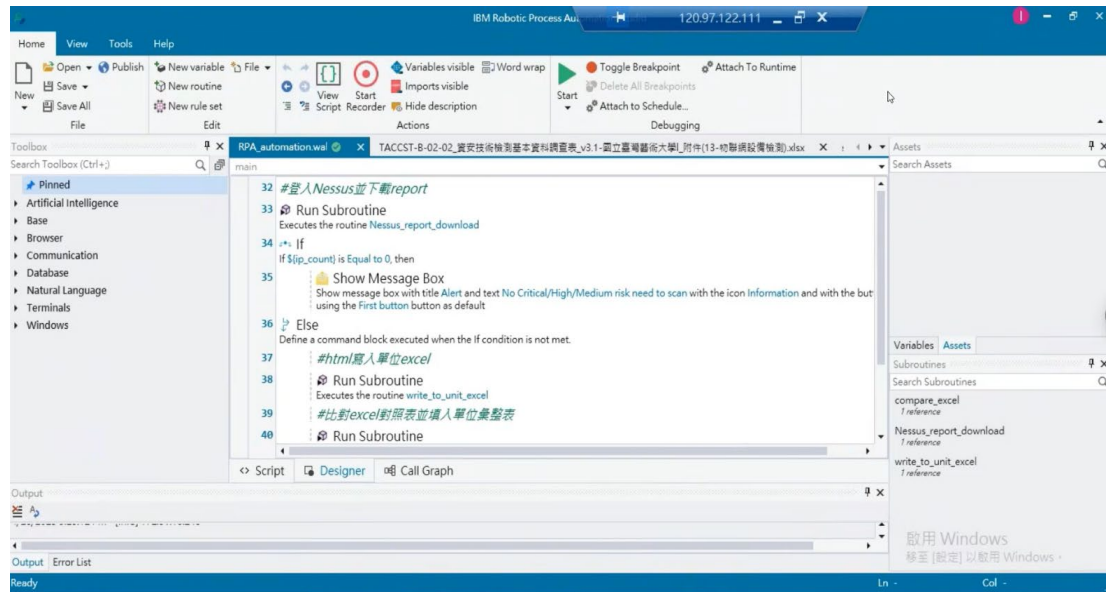 IBM Robotic Process Au
120.97.122.111
Home View Tools Help
New
Open
Publish
Save
Save All
File
New variable
File
New routine
New rule set
Edit
View Script
Start Recorder
Variables visible
Word wrap
Imports visible
Hide description
Actions
Start
Toggle Breakpoint
Attach To Runtime
Delete All Breakpoints
Attach to Schedule...
Debugging
Toolbox
Search Toolbox (Ctrl+;)
Pinned
Artificial Intelligence
Base
Browser
Communication
Database
Natural Language
Terminals
Windows
RPA_automation.wal
TACCST-B-02-02_資安技術檢測基本資料調查表_v3.1-國立臺灣藝術大學_附件(13-物聯網設備檢測).xlsx
main
32 #登入Nessus並下載report
33 Run Subroutine
Executes the routine Nessus_report_download
34 If
If ${ip_count} is Equal to 0, then
35 Show Message Box
Show message box with title Alert and text No Critical/High/Medium risk need to scan with the icon Information and with the but
using the First button button as default
36 Else
Define a command block executed when the If condition is not met.
37 #html寫入單位excel
38 Run Subroutine
Executes the routine write_to_unit_excel
39 #比對excel對照表並填入單位彙整表
40 Run Subroutine
Script Designer Call Graph
Assets
Search Assets
Variables Assets
Subroutines
Search Subroutines
compare_excel
1 reference
Nessus_report_download
1 reference
write_to_unit_excel
1 reference
Output
Output Error List
啟用 Windows
移至 [設定] 以啟用 Windows。
Ready
Ln -
Col -